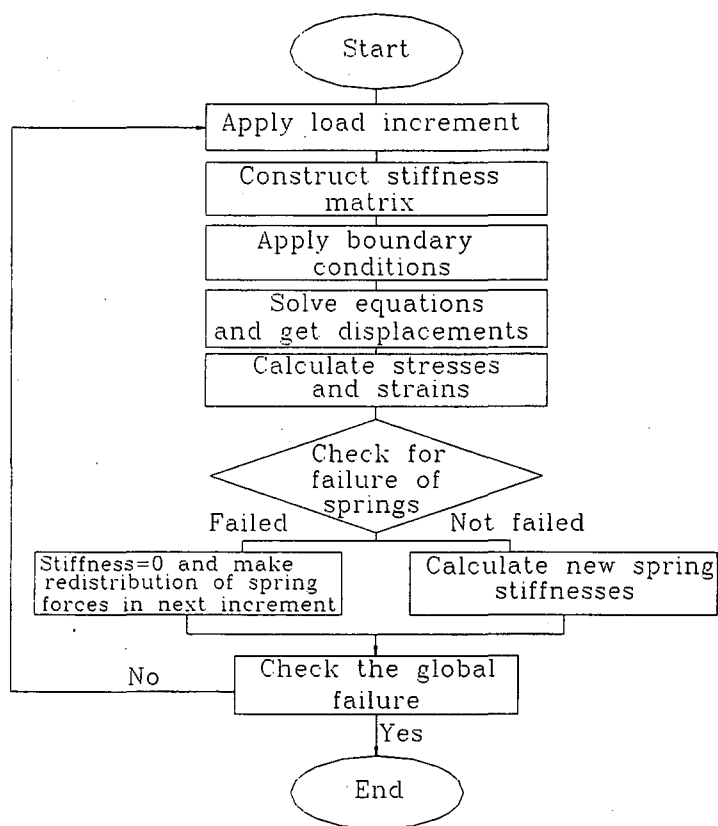 Start
Apply load increment
Construct stiffness
matrix
Apply boundary
conditions
Solve equations
and get displacements
Calculate stresses
and strains
Check for
failure of
springs
Failed
Not failed
Stiffness=0 and make
redistribution of spring
forces in next increment
Calculate new spring
stiffnesses
No
Check the global
failure
Yes
End